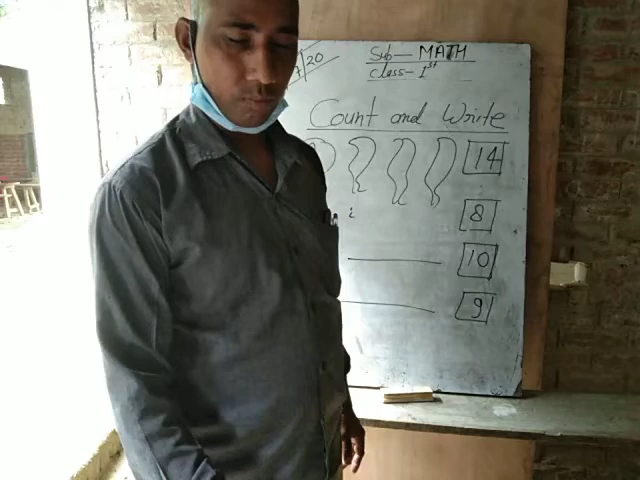 /20
Sub— MATH
Class- 1st
Count and Write
14
8
10
9